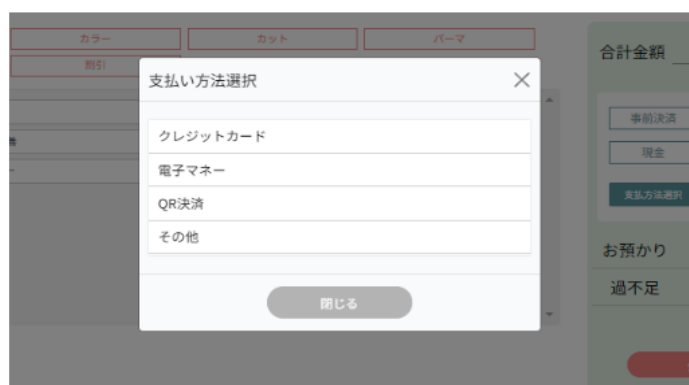 カラー
カット
パーマ
割引
合計金額
支払い方法選択
クレジットカード
電子マネー
QR決済
その他
閉じる
事前決済
現金
支払方法選択
お預かり
過不足